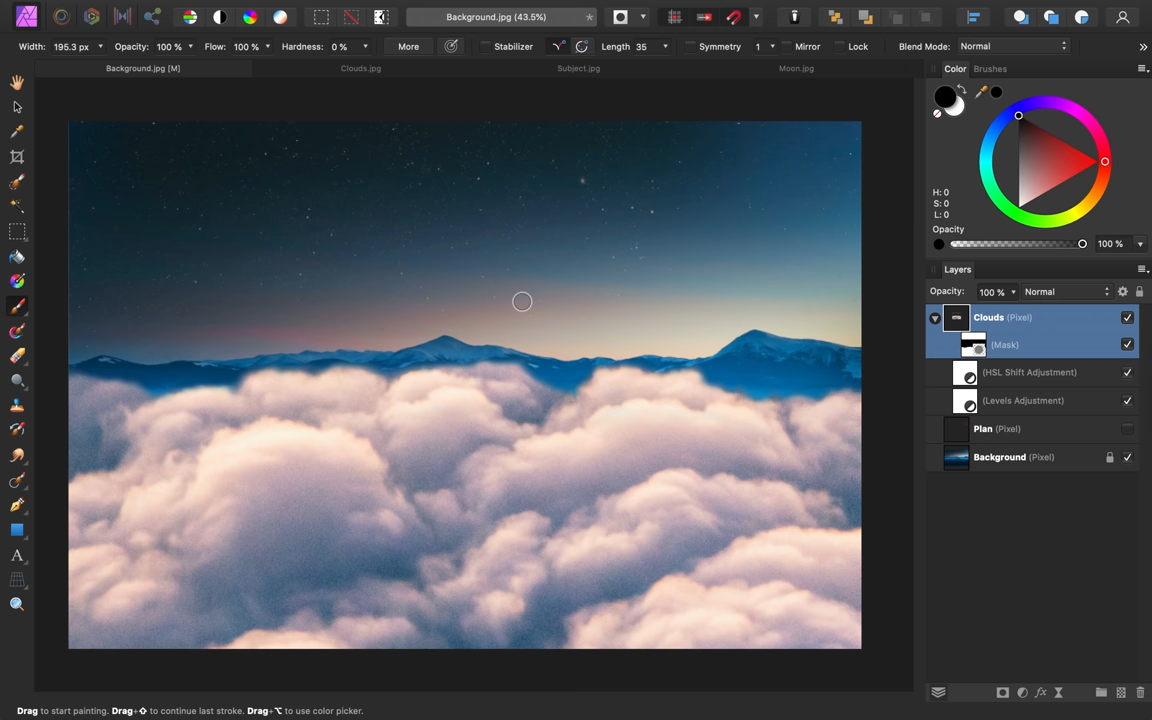 Background.jpg (43.5%)
Width: 195.3 px Opacity: 100 % Flow: 100 % Hardness: 0 % More Stabilizer Length 35 Symmetry 1 Mirror Lock Blend Mode: Normal
Background.jpg [M] Clouds.jpg Subject.jpg Moon.jpg
Color Brushes
H: 0
S: 0
L: 0
Opacity
100 %
Layers
Opacity: 100 % Normal
Clouds (Pixel)
(Mask)
(HSL Shift Adjustment)
(Levels Adjustment)
Plan (Pixel)
Background (Pixel)
Drag to start painting. Drag+⇧ to continue last stroke. Drag+⌥ to use color picker.